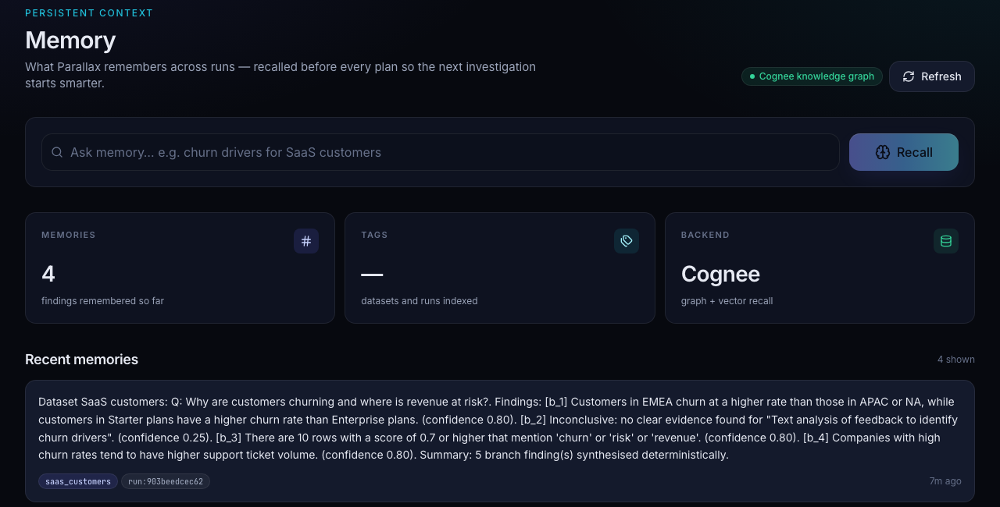 PERSISTENT CONTEXT
Memory
What Parallax remembers across runs — recalled before every plan so the next investigation
starts smarter.
Cognee knowledge graph
Refresh
Ask memory... e.g. churn drivers for SaaS customers
Recall
MEMORIES
4
findings remembered so far
TAGS
—
datasets and runs indexed
BACKEND
Cognee
graph + vector recall
Recent memories
4 shown
Dataset SaaS customers: Q: Why are customers churning and where is revenue at risk?. Findings: [b_1] Customers in EMEA churn at a higher rate than those in APAC or NA, while
customers in Starter plans have a higher churn rate than Enterprise plans. (confidence 0.80). [b_2] Inconclusive: no clear evidence found for "Text analysis of feedback to identify
churn drivers". (confidence 0.25). [b_3] There are 10 rows with a score of 0.7 or higher that mention 'churn' or 'risk' or 'revenue'. (confidence 0.80). [b_4] Companies with high
churn rates tend to have higher support ticket volume. (confidence 0.80). Summary: 5 branch finding(s) synthesised deterministically.
saas_customers
run:903beedcec62
7m ago